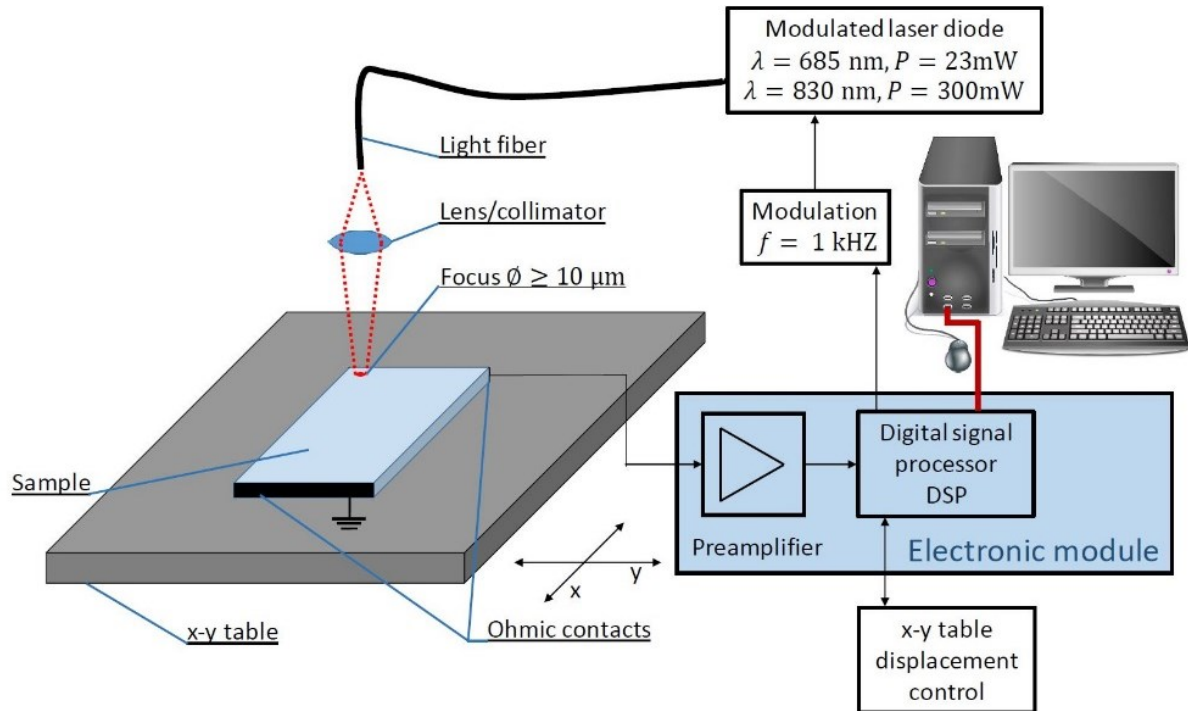 Modulated laser diode
λ = 685 nm, P = 23mW
λ = 830 nm, P = 300mW
Light fiber
Lens/collimator
Modulation
f = 1 kHZ
Focus Ø ≥ 10 μm
Sample
Digital signal
processor
DSP
Preamplifier
Electronic module
x
y
x-y table
Ohmic contacts
x-y table
displacement
control